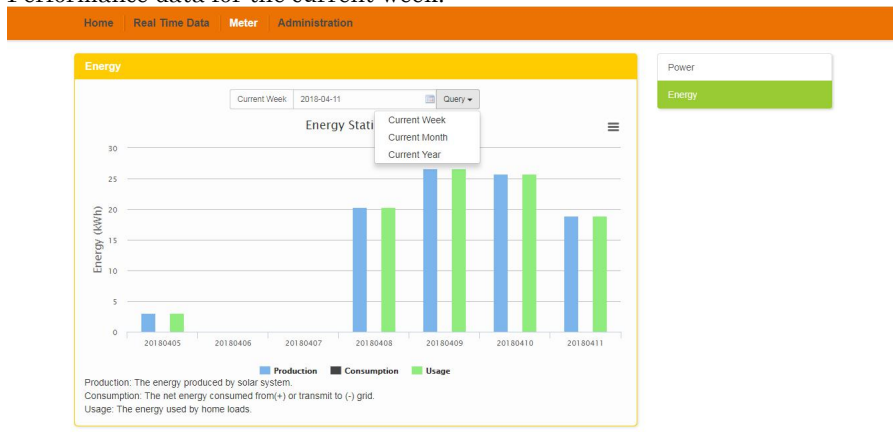 Performance data for the current week:
Home Real Time Data Meter Administration
Energy
Power
Energy
Current Week 2018-04-11 Query
Current Week
Current Month
Current Year
Energy Stati
30
25
20
15
10
5
0
Energy (kWh)
20180405 20180406 20180407 20180408 20180409 20180410 20180411
Production Consumption Usage
Production: The energy produced by solar system.
Consumption: The net energy consumed from(+) or transmit to (-) grid.
Usage: The energy used by home loads.